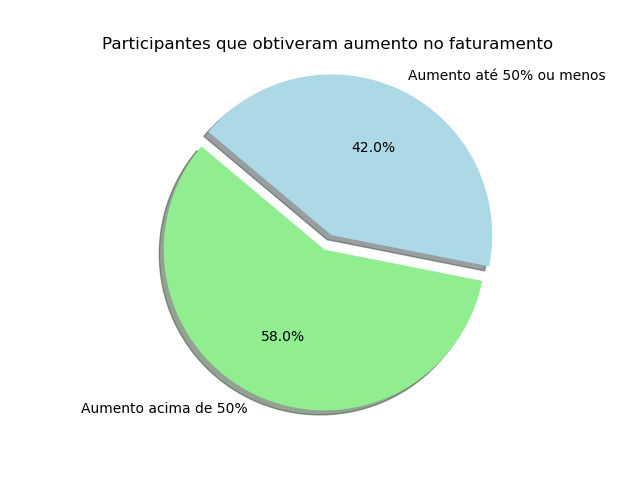 Participantes que obtiveram aumento no faturamento
Aumento até 50% ou menos
42.0%
58.0%
Aumento acima de 50%